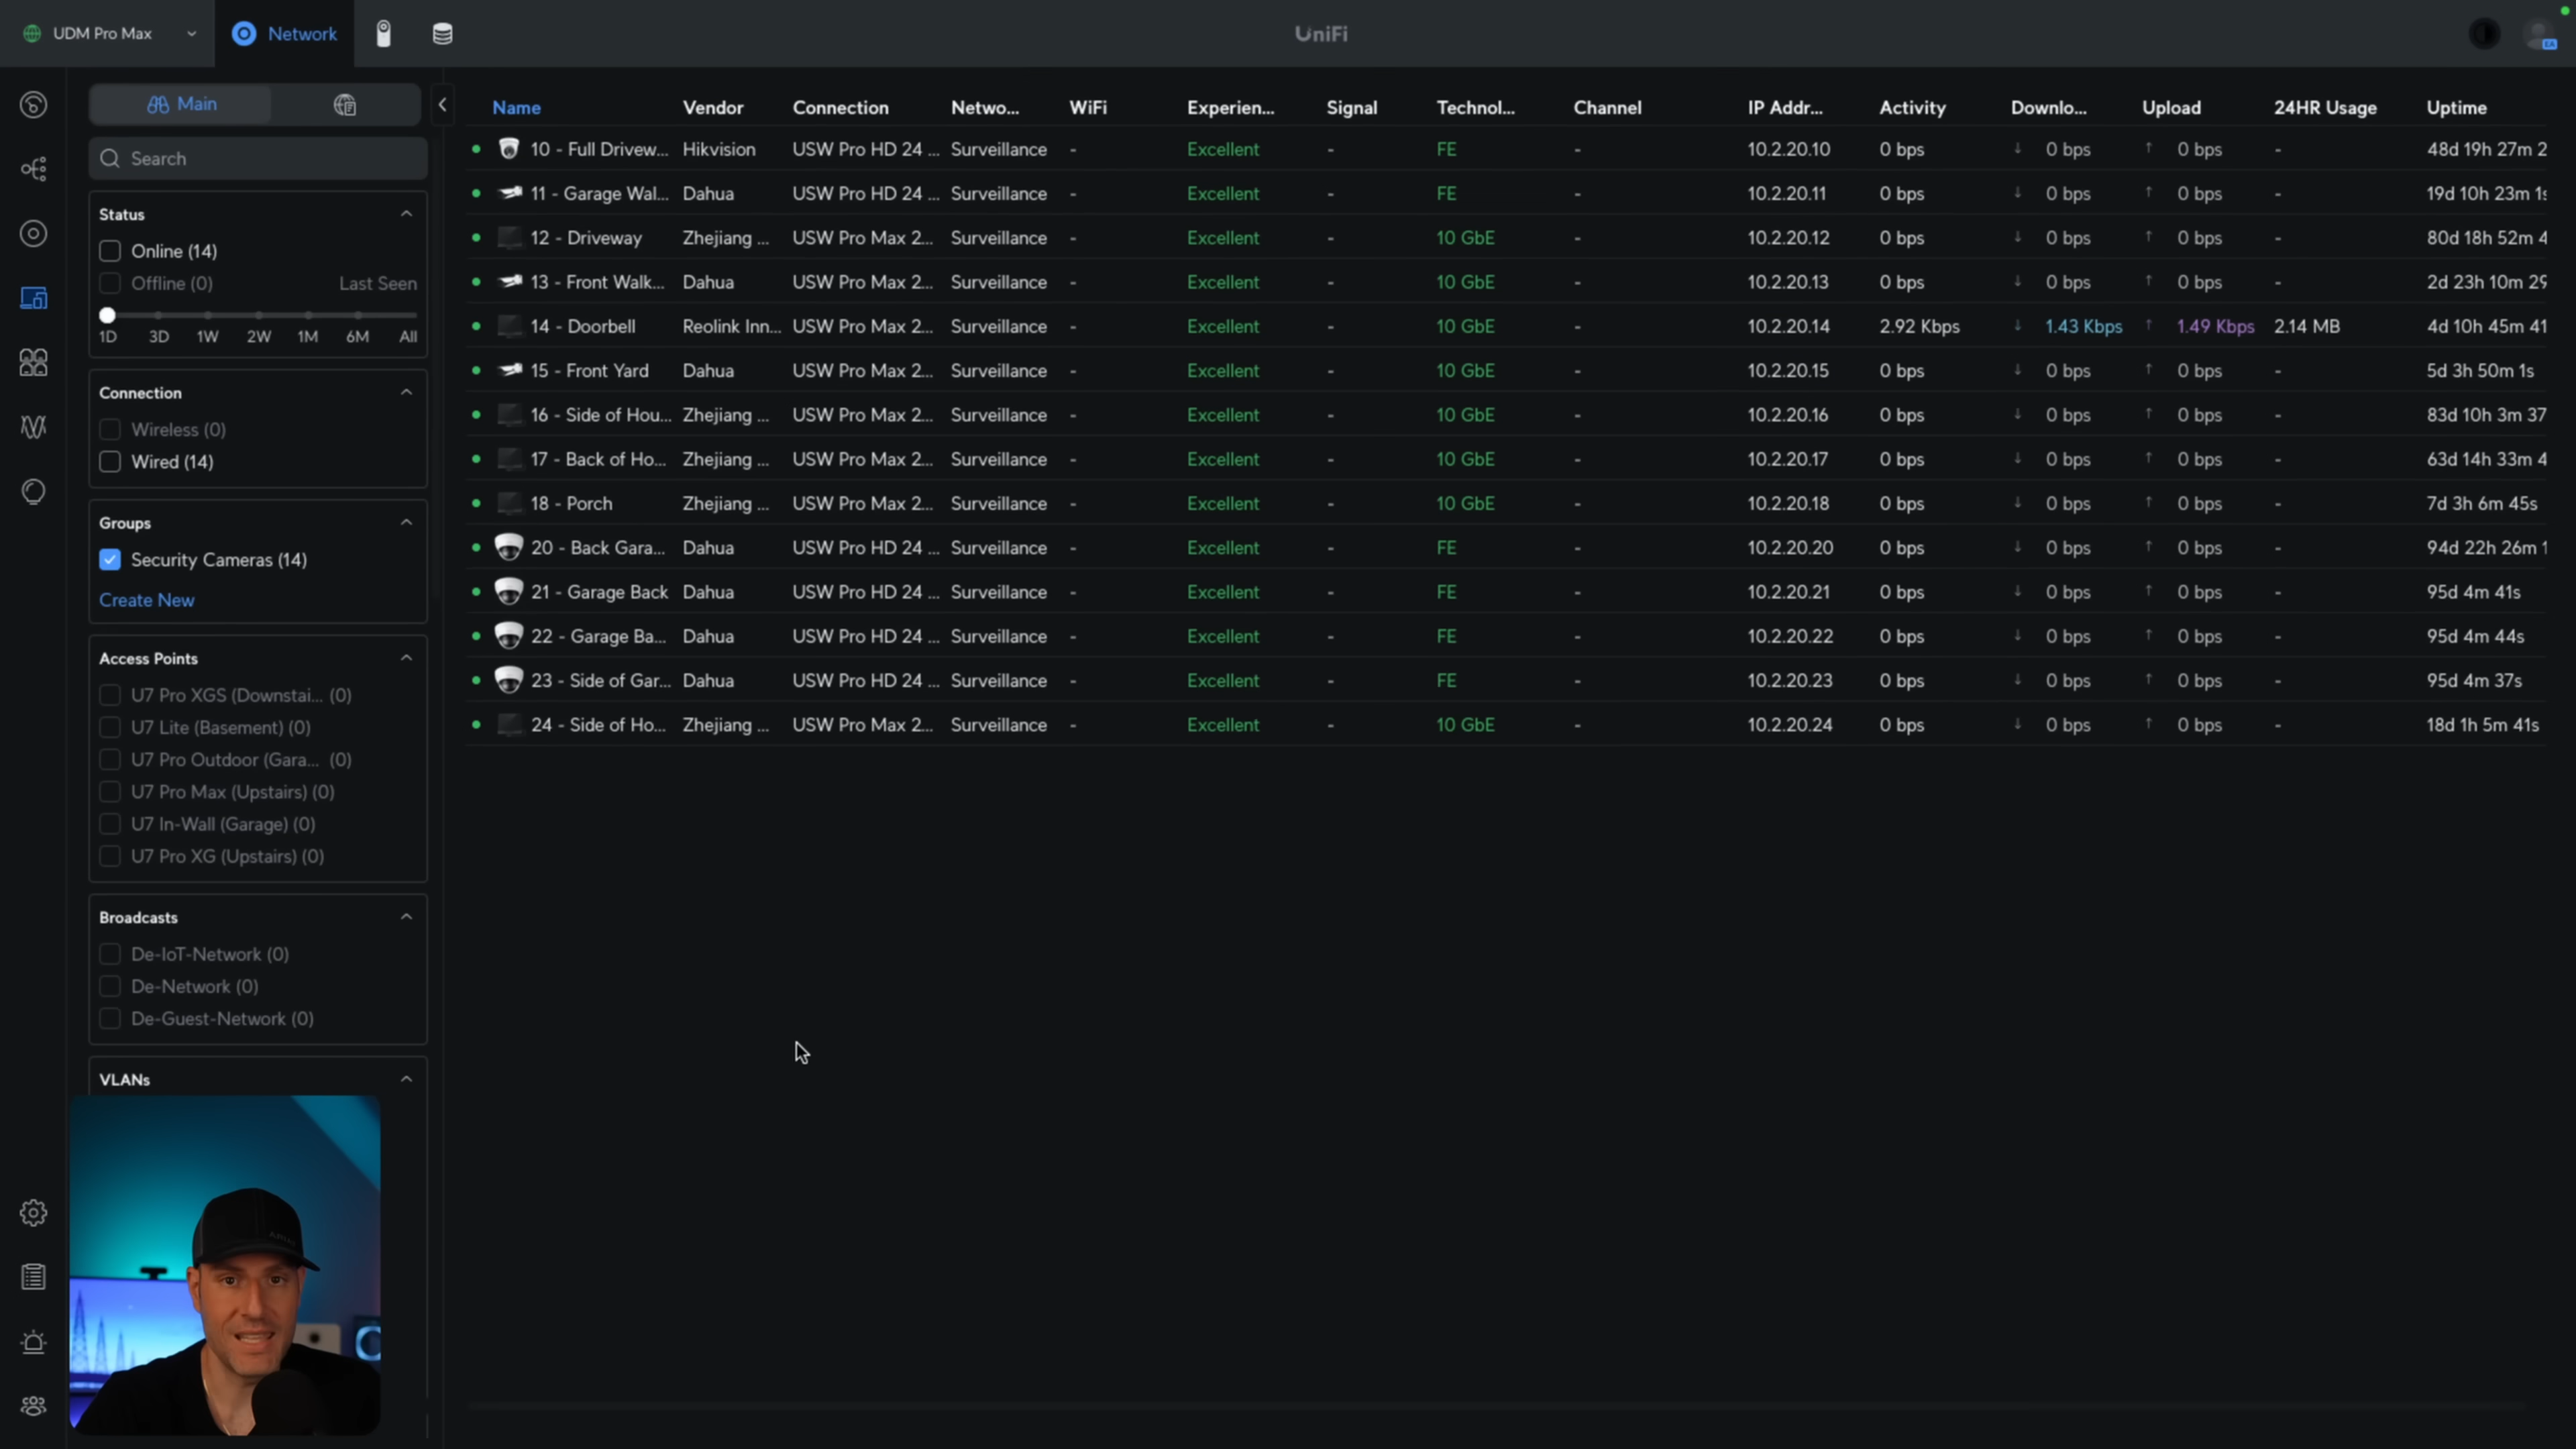 UDM Pro Max
Network
UniFi
Main
Search
Status
Online (14)
Offline (0) Last Seen
1D 3D 1W 2W 1M 6M All
Connection
Wireless (0)
Wired (14)
Groups
Security Cameras (14)
Create New
Access Points
U7 Pro XGS (Downstai... (0)
U7 Lite (Basement) (0)
U7 Pro Outdoor (Gara... (0)
U7 Pro Max (Upstairs) (0)
U7 In-Wall (Garage) (0)
U7 Pro XG (Upstairs) (0)
Broadcasts
De-IoT-Network (0)
De-Network (0)
De-Guest-Network (0)
VLANs
Name Vendor Connection Netwo... WiFi Experien... Signal Technol... Channel IP Addr... Activity Downlo... Upload 24HR Usage Uptime
10 - Full Drivew... Hikvision USW Pro HD 24 ... Surveillance - Excellent - FE - 10.2.20.10 0 bps ↓ 0 bps ↑ 0 bps - 48d 19h 27m 2
11 - Garage Wal... Dahua USW Pro HD 24 ... Surveillance - Excellent - FE - 10.2.20.11 0 bps ↓ 0 bps ↑ 0 bps - 19d 10h 23m 1s
12 - Driveway Zhejiang ... USW Pro Max 2... Surveillance - Excellent - 10 GbE - 10.2.20.12 0 bps ↓ 0 bps ↑ 0 bps - 80d 18h 52m 4
13 - Front Walk... Dahua USW Pro Max 2... Surveillance - Excellent - 10 GbE - 10.2.20.13 0 bps ↓ 0 bps ↑ 0 bps - 2d 23h 10m 29
14 - Doorbell Reolink Inn... USW Pro Max 2... Surveillance - Excellent - 10 GbE - 10.2.20.14 2.92 Kbps ↓ 1.43 Kbps ↑ 1.49 Kbps 2.14 MB 4d 10h 45m 41
15 - Front Yard Dahua USW Pro Max 2... Surveillance - Excellent - 10 GbE - 10.2.20.15 0 bps ↓ 0 bps ↑ 0 bps - 5d 3h 50m 1s
16 - Side of Hou... Zhejiang ... USW Pro Max 2... Surveillance - Excellent - 10 GbE - 10.2.20.16 0 bps ↓ 0 bps ↑ 0 bps - 83d 10h 3m 37
17 - Back of Ho... Zhejiang ... USW Pro Max 2... Surveillance - Excellent - 10 GbE - 10.2.20.17 0 bps ↓ 0 bps ↑ 0 bps - 63d 14h 33m 4
18 - Porch Zhejiang ... USW Pro Max 2... Surveillance - Excellent - 10 GbE - 10.2.20.18 0 bps ↓ 0 bps ↑ 0 bps - 7d 3h 6m 45s
20 - Back Gara... Dahua USW Pro HD 24 ... Surveillance - Excellent - FE - 10.2.20.20 0 bps ↓ 0 bps ↑ 0 bps - 94d 22h 26m 1
21 - Garage Back Dahua USW Pro HD 24 ... Surveillance - Excellent - FE - 10.2.20.21 0 bps ↓ 0 bps ↑ 0 bps - 95d 4m 41s
22 - Garage Ba... Dahua USW Pro HD 24 ... Surveillance - Excellent - FE - 10.2.20.22 0 bps ↓ 0 bps ↑ 0 bps - 95d 4m 44s
23 - Side of Gar... Dahua USW Pro HD 24 ... Surveillance - Excellent - FE - 10.2.20.23 0 bps ↓ 0 bps ↑ 0 bps - 95d 4m 37s
24 - Side of Ho... Zhejiang ... USW Pro Max 2... Surveillance - Excellent - 10 GbE - 10.2.20.24 0 bps ↓ 0 bps ↑ 0 bps - 18d 1h 5m 41s